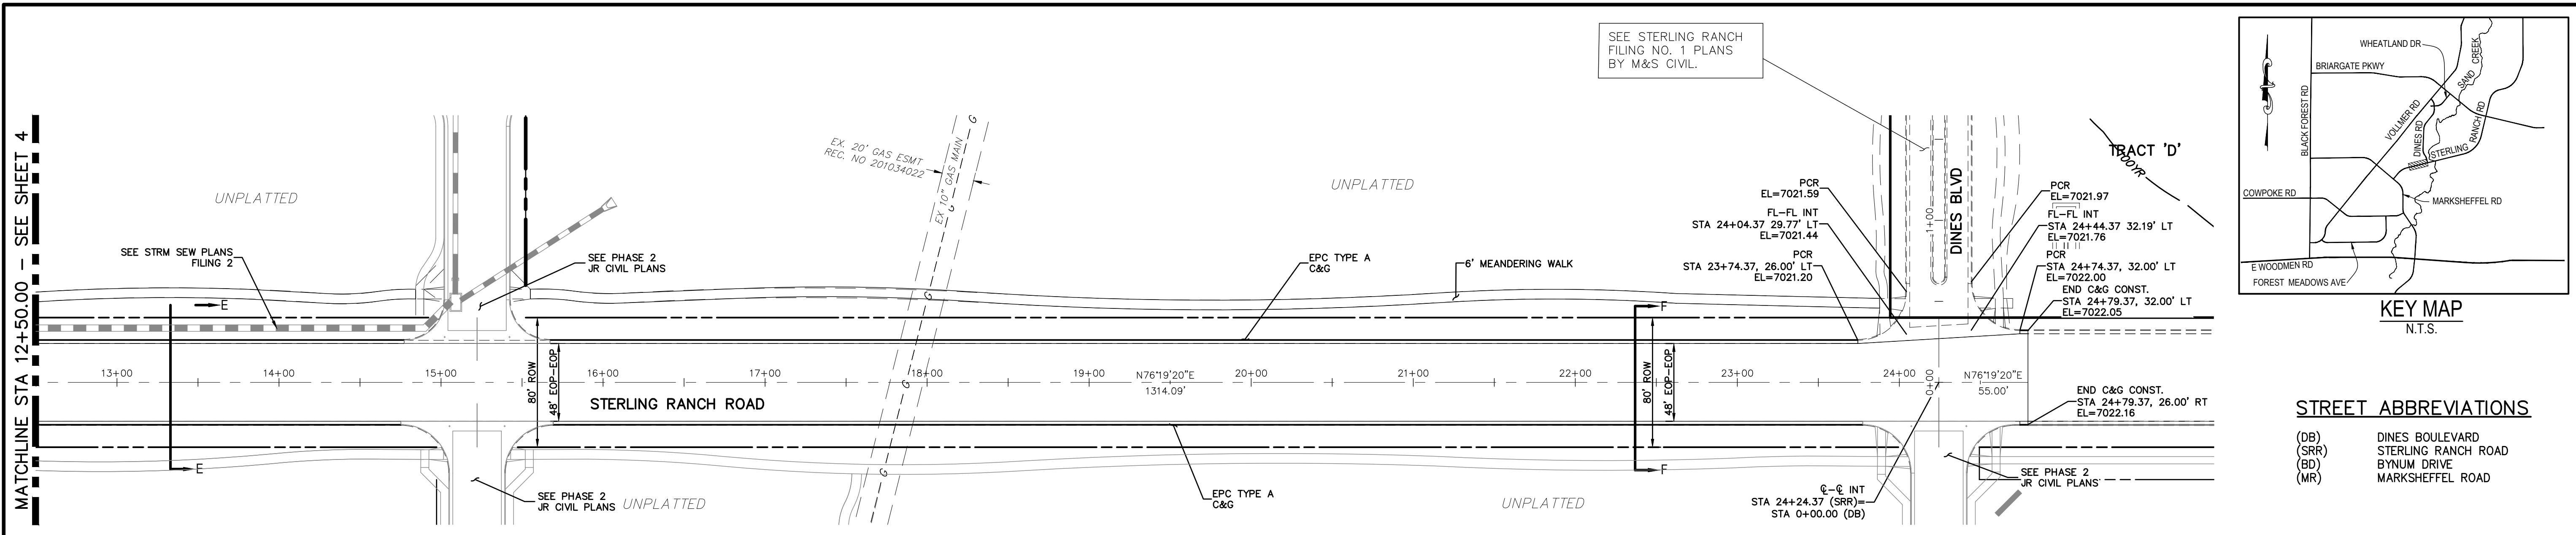 MATCHLINE STA 12+50.00 - SEE SHEET 4
UNPLATTED
SEE STRM SEW PLANS
FILING 2
E
E
SEE PHASE 2
JR CIVIL PLANS
SEE PHASE 2
JR CIVIL PLANS
UNPLATTED
EX. 20' GAS ESMT
REC. NO 201034022
EX 10" GAS MAIN
G
G
G
G
G
G
EPC TYPE A
C&G
6' MEANDERING WALK
UNPLATTED
13+00
14+00
15+00
16+00
17+00
18+00
19+00
20+00
21+00
22+00
23+00
24+00
80' ROW
48' EOP-EOP
STERLING RANCH ROAD
N76°19'20"E
1314.09'
EPC TYPE A
C&G
UNPLATTED
F
F
80' ROW
48' EOP-EOP
SEE STERLING RANCH
FILING NO. 1 PLANS
BY M&S CIVIL.
PCR
EL=7021.59
FL-FL INT
STA 24+04.37 29.77' LT
EL=7021.44
PCR
STA 23+74.37, 26.00' LT
EL=7021.20
1+00
0+00
DINES BLVD
TRACT 'D'
100YR
PCR
EL=7021.97
FL-FL INT
STA 24+44.37 32.19' LT
EL=7021.76
PCR
STA 24+74.37, 32.00' LT
EL=7022.00
END C&G CONST.
STA 24+79.37, 32.00' LT
EL=7022.05
N76°19'20"E
55.00'
END C&G CONST.
STA 24+79.37, 26.00' RT
EL=7022.16
SEE PHASE 2
JR CIVIL PLANS
℄-℄ INT
STA 24+24.37 (SRR)=
STA 0+00.00 (DB)
WHEATLAND DR
BRIARGATE PKWY
SAND CREEK
BLACK FOREST RD
VOLLMER RD
DINES RD
STERLING RANCH RD
COWPOKE RD
MARKSHEFFEL RD
E WOODMEN RD
FOREST MEADOWS AVE
KEY MAP
N.T.S.
STREET ABBREVIATIONS
(DB) DINES BOULEVARD
(SRR) STERLING RANCH ROAD
(BD) BYNUM DRIVE
(MR) MARKSHEFFEL ROAD